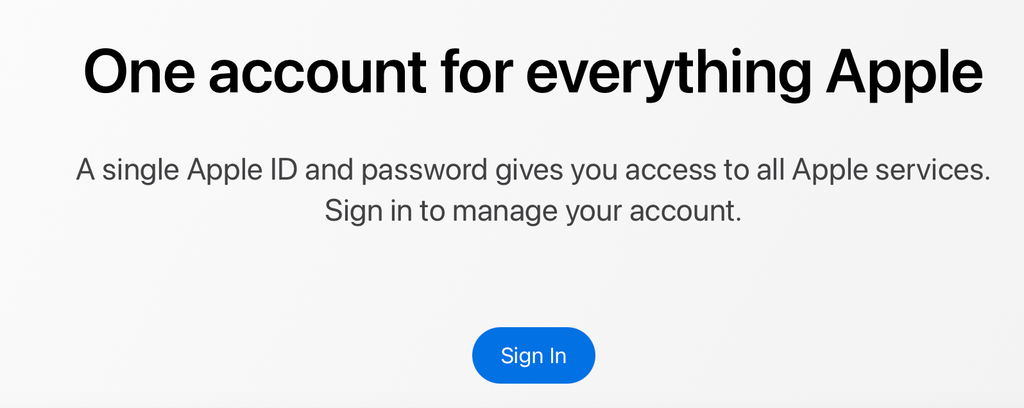 One account for everything Apple
A single Apple ID and password gives you access to all Apple services.
Sign in to manage your account.
Sign In